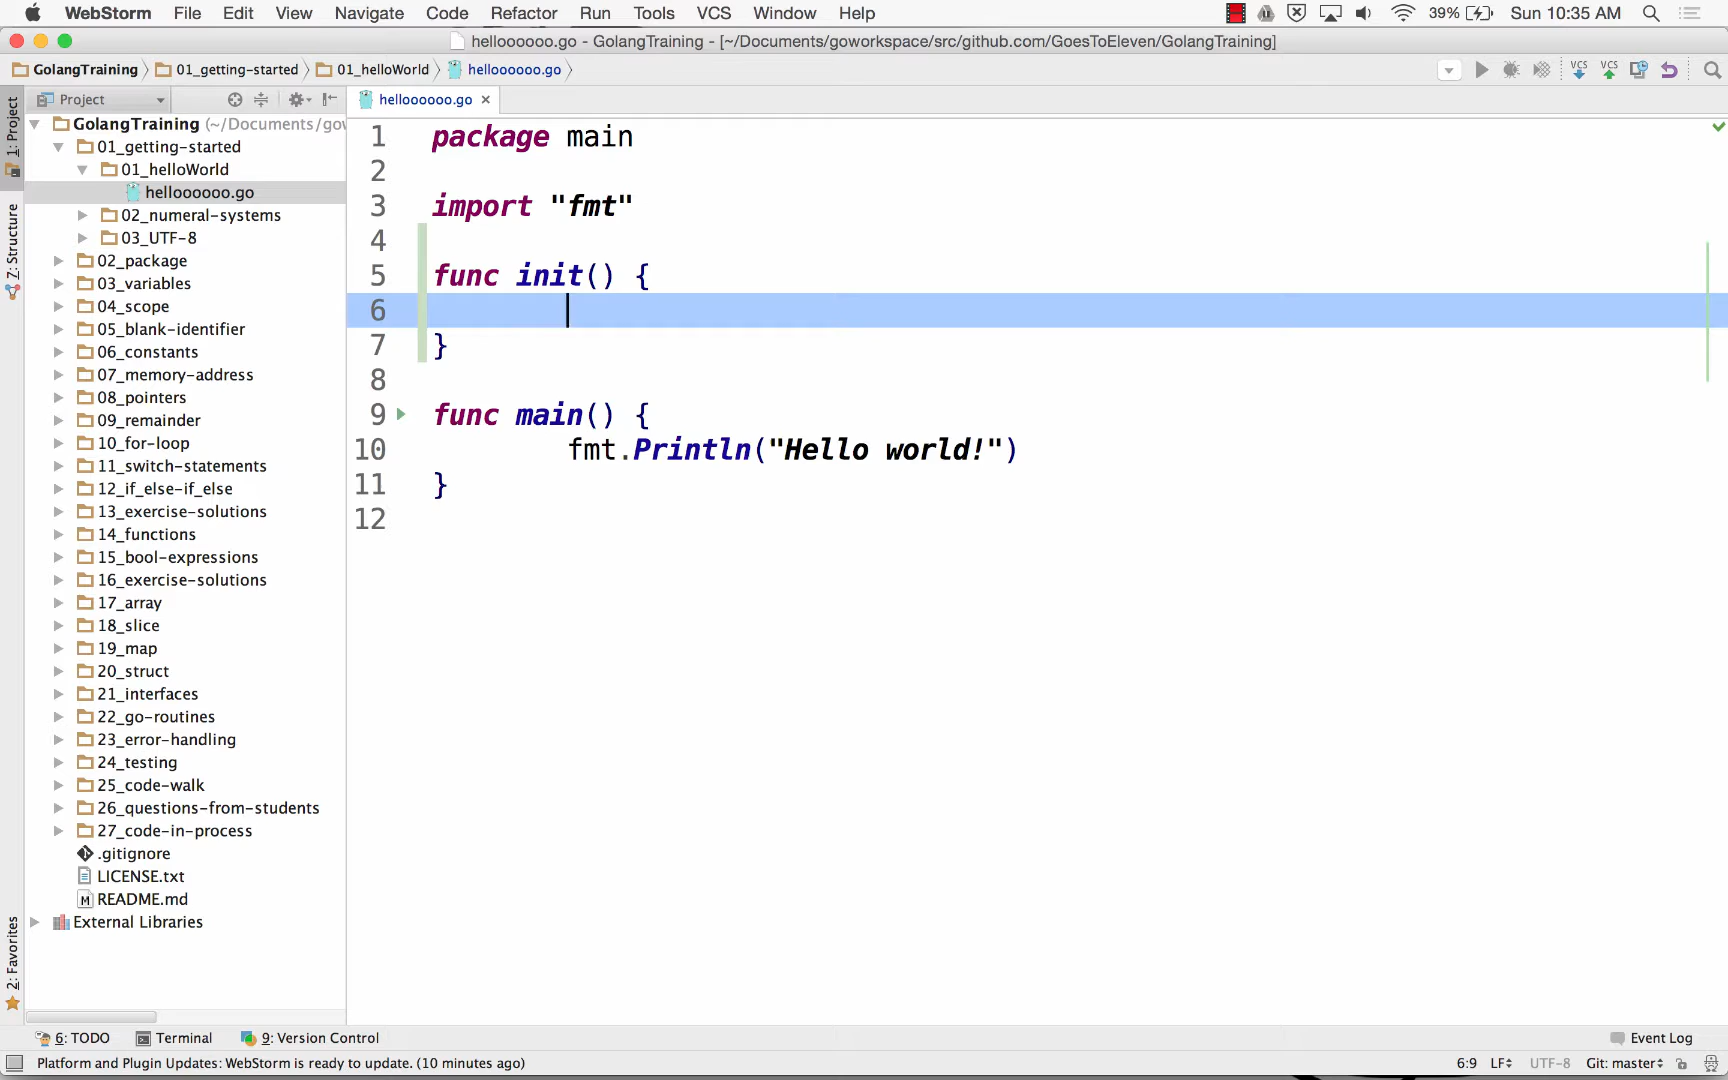 WebStorm File Edit View Navigate Code Refactor Run Tools VCS Window Help 39% Sun 10:35 AM
helloooooo.go - GolangTraining - [~/Documents/goworkspace/src/github.com/GoesToEleven/GolangTraining]
GolangTraining 01_getting-started 01_helloWorld helloooooo.go VCS VCS
1: Project
Z: Structure
2: Favorites
Project
GolangTraining (~/Documents/gow
01_getting-started
01_helloWorld
helloooooo.go
02_numeral-systems
03_UTF-8
02_package
03_variables
04_scope
05_blank-identifier
06_constants
07_memory-address
08_pointers
09_remainder
10_for-loop
11_switch-statements
12_if_else-if_else
13_exercise-solutions
14_functions
15_bool-expressions
16_exercise-solutions
17_array
18_slice
19_map
20_struct
21_interfaces
22_go-routines
23_error-handling
24_testing
25_code-walk
26_questions-from-students
27_code-in-process
.gitignore
LICENSE.txt
README.md
External Libraries
helloooooo.go
1 package main
2
3 import "fmt"
4
5 func init() {
6
7 }
8
9 func main() {
10 fmt.Println("Hello world!")
11 }
12
6: TODO Terminal 9: Version Control Event Log
Platform and Plugin Updates: WebStorm is ready to update. (10 minutes ago) 6:9 LF UTF-8 Git: master